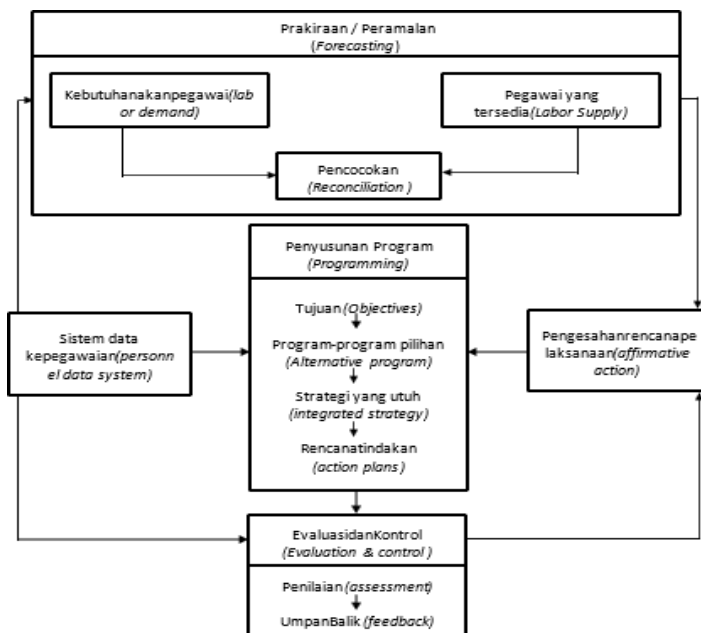 Prakiraan / Peramalan
(Forecasting)
Kebutuhanakanpegawai(lab
or demand)
Pegawai yang
tersedia(Labor Supply)
Pencocokan
(Reconciliation )
Penyusunan Program
(Programming)
Tujuan(Objectives)
Program-program pilihan
(Alternative program)
Strategi yang utuh
(integrated strategy)
Rencanatindakan
(action plans)
Sistem data
kepegawaian(personn
el data system)
Pengesahanrencanape
laksanaan(affirmative
action)
EvaluasidanKontrol
(Evaluation & control )
Penilaian(assessment)
UmpanBalik(feedback)